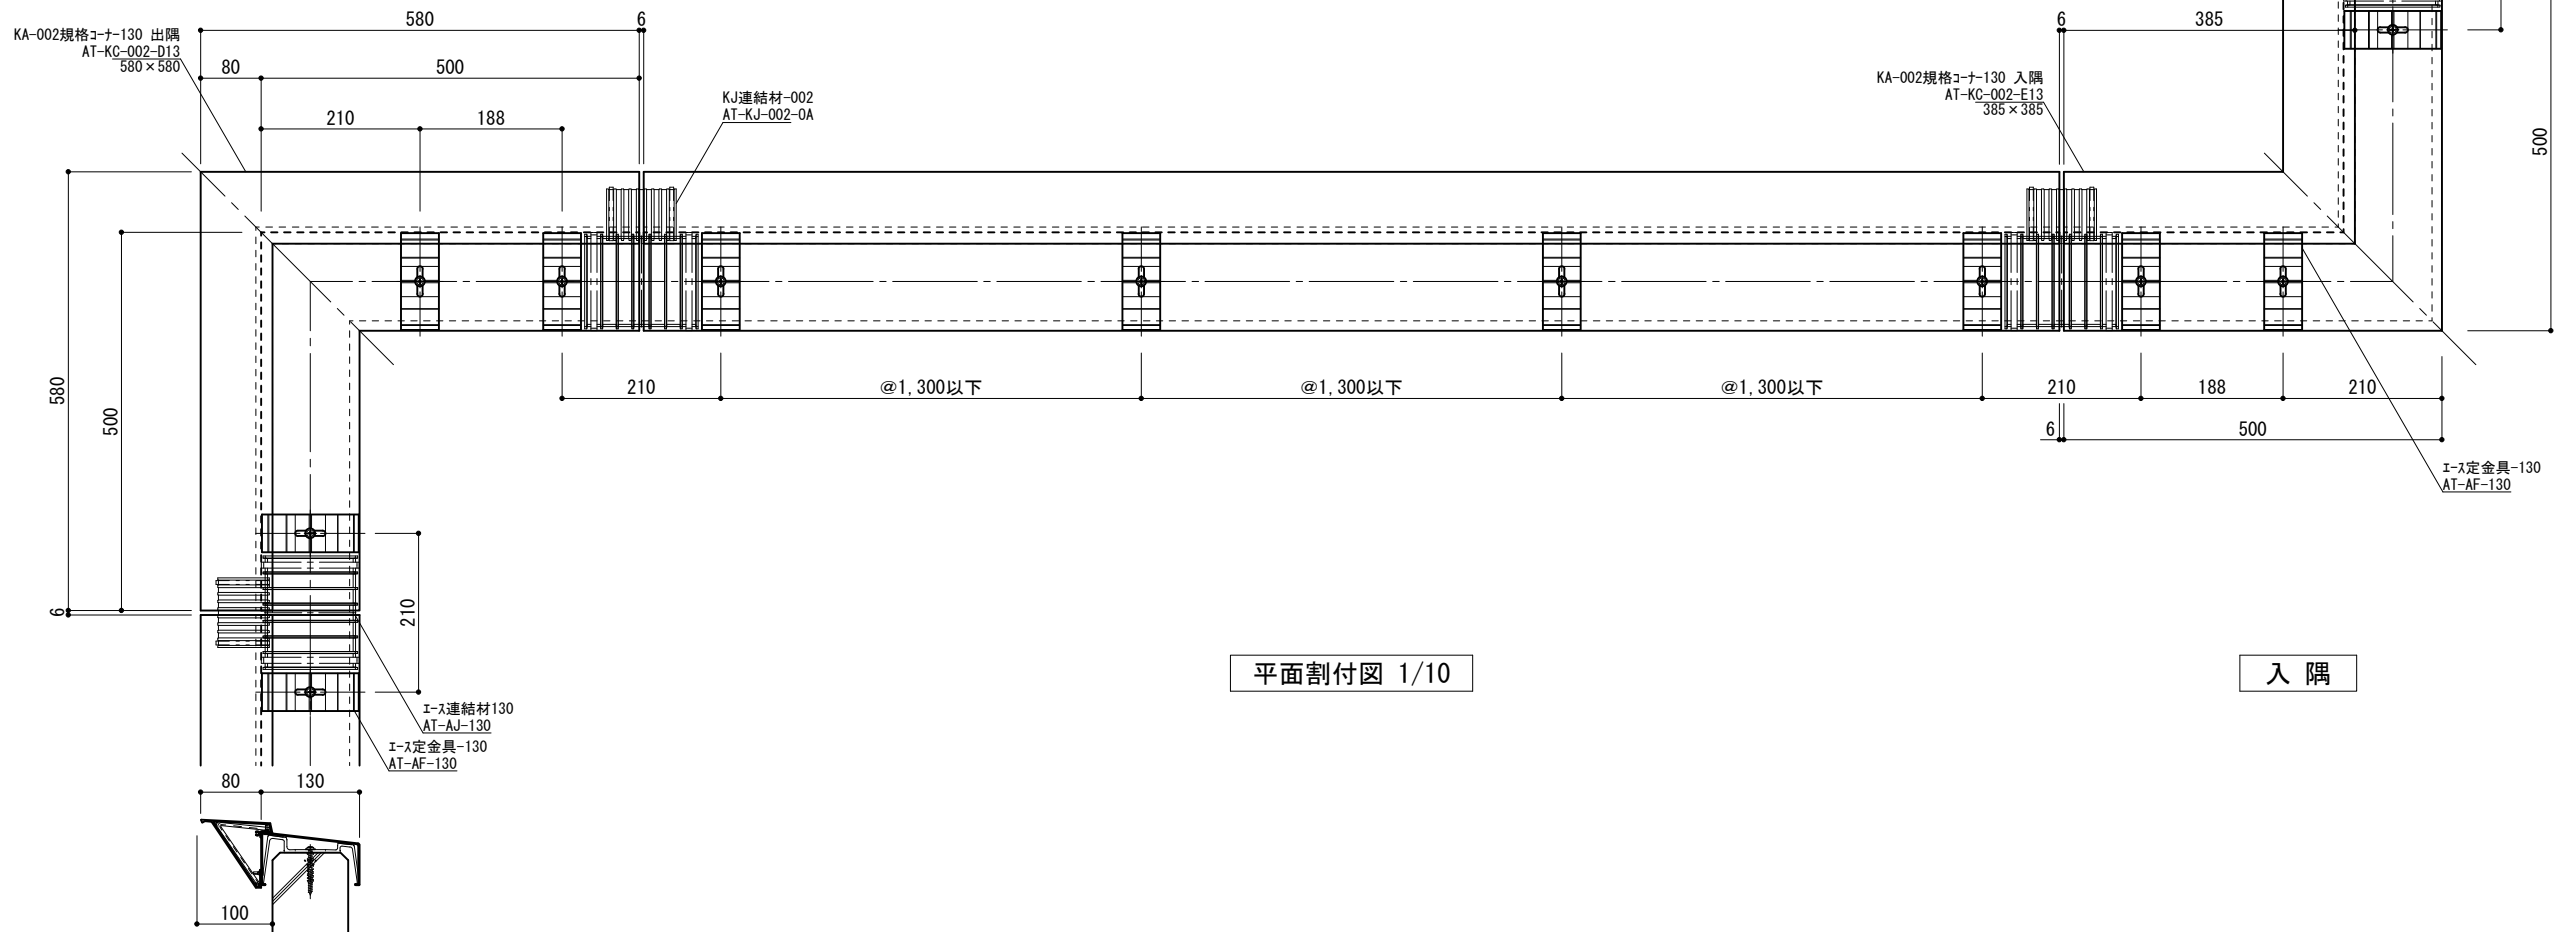 580
6
6
385
KA-002規格ｺｰﾅｰ130 出隅
AT-KC-002-D13
580×580
80
500
KA-002規格ｺｰﾅｰ130 入隅
AT-KC-002-E13
385×385
KJ連結材-002
AT-KJ-002-0A
210
188
500
580
500
210
@1,300以下
@1,300以下
@1,300以下
210
188
210
6
500
ｴｰｽ定金具-130
AT-AF-130
6
210
平面割付図 1/10
入 隅
ｴｰｽ連結材130
AT-AJ-130
ｴｰｽ定金具-130
AT-AF-130
80
130
100